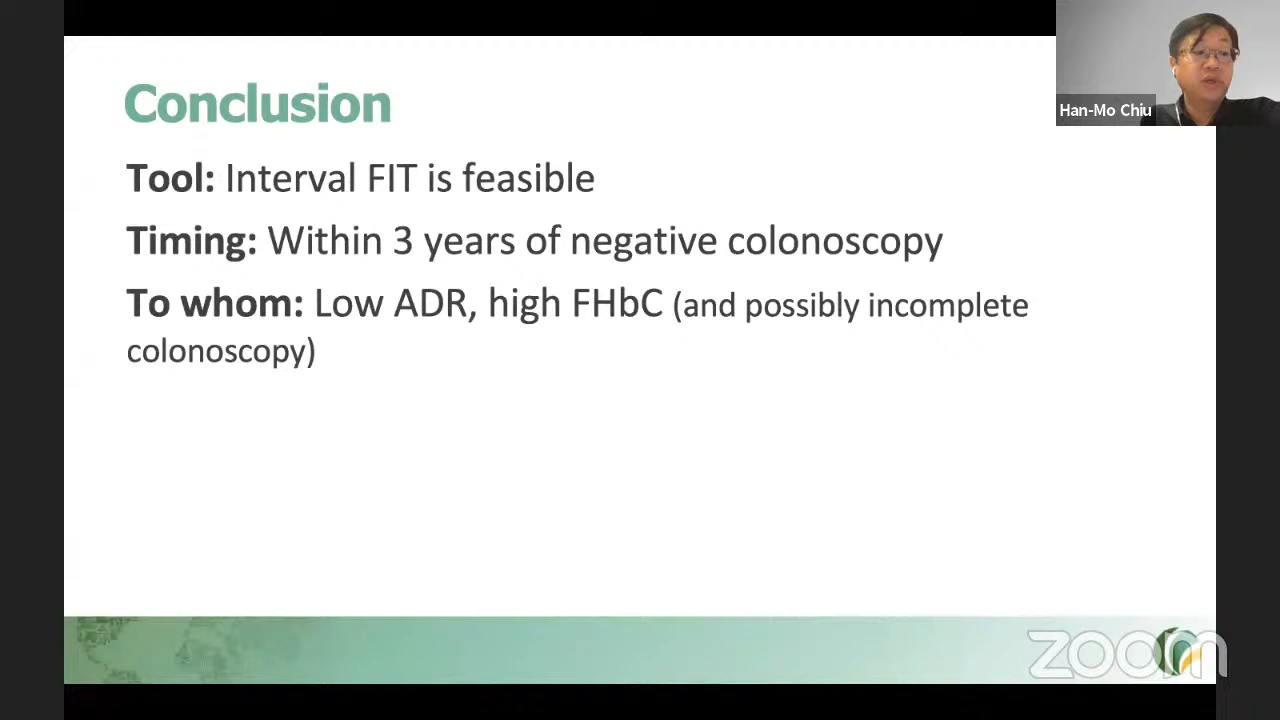 Conclusion
Tool: Interval FIT is feasible
Timing: Within 3 years of negative colonoscopy
To whom: Low ADR, high FHbC (and possibly incomplete
colonoscopy)
Han-Mo Chiu
zoom